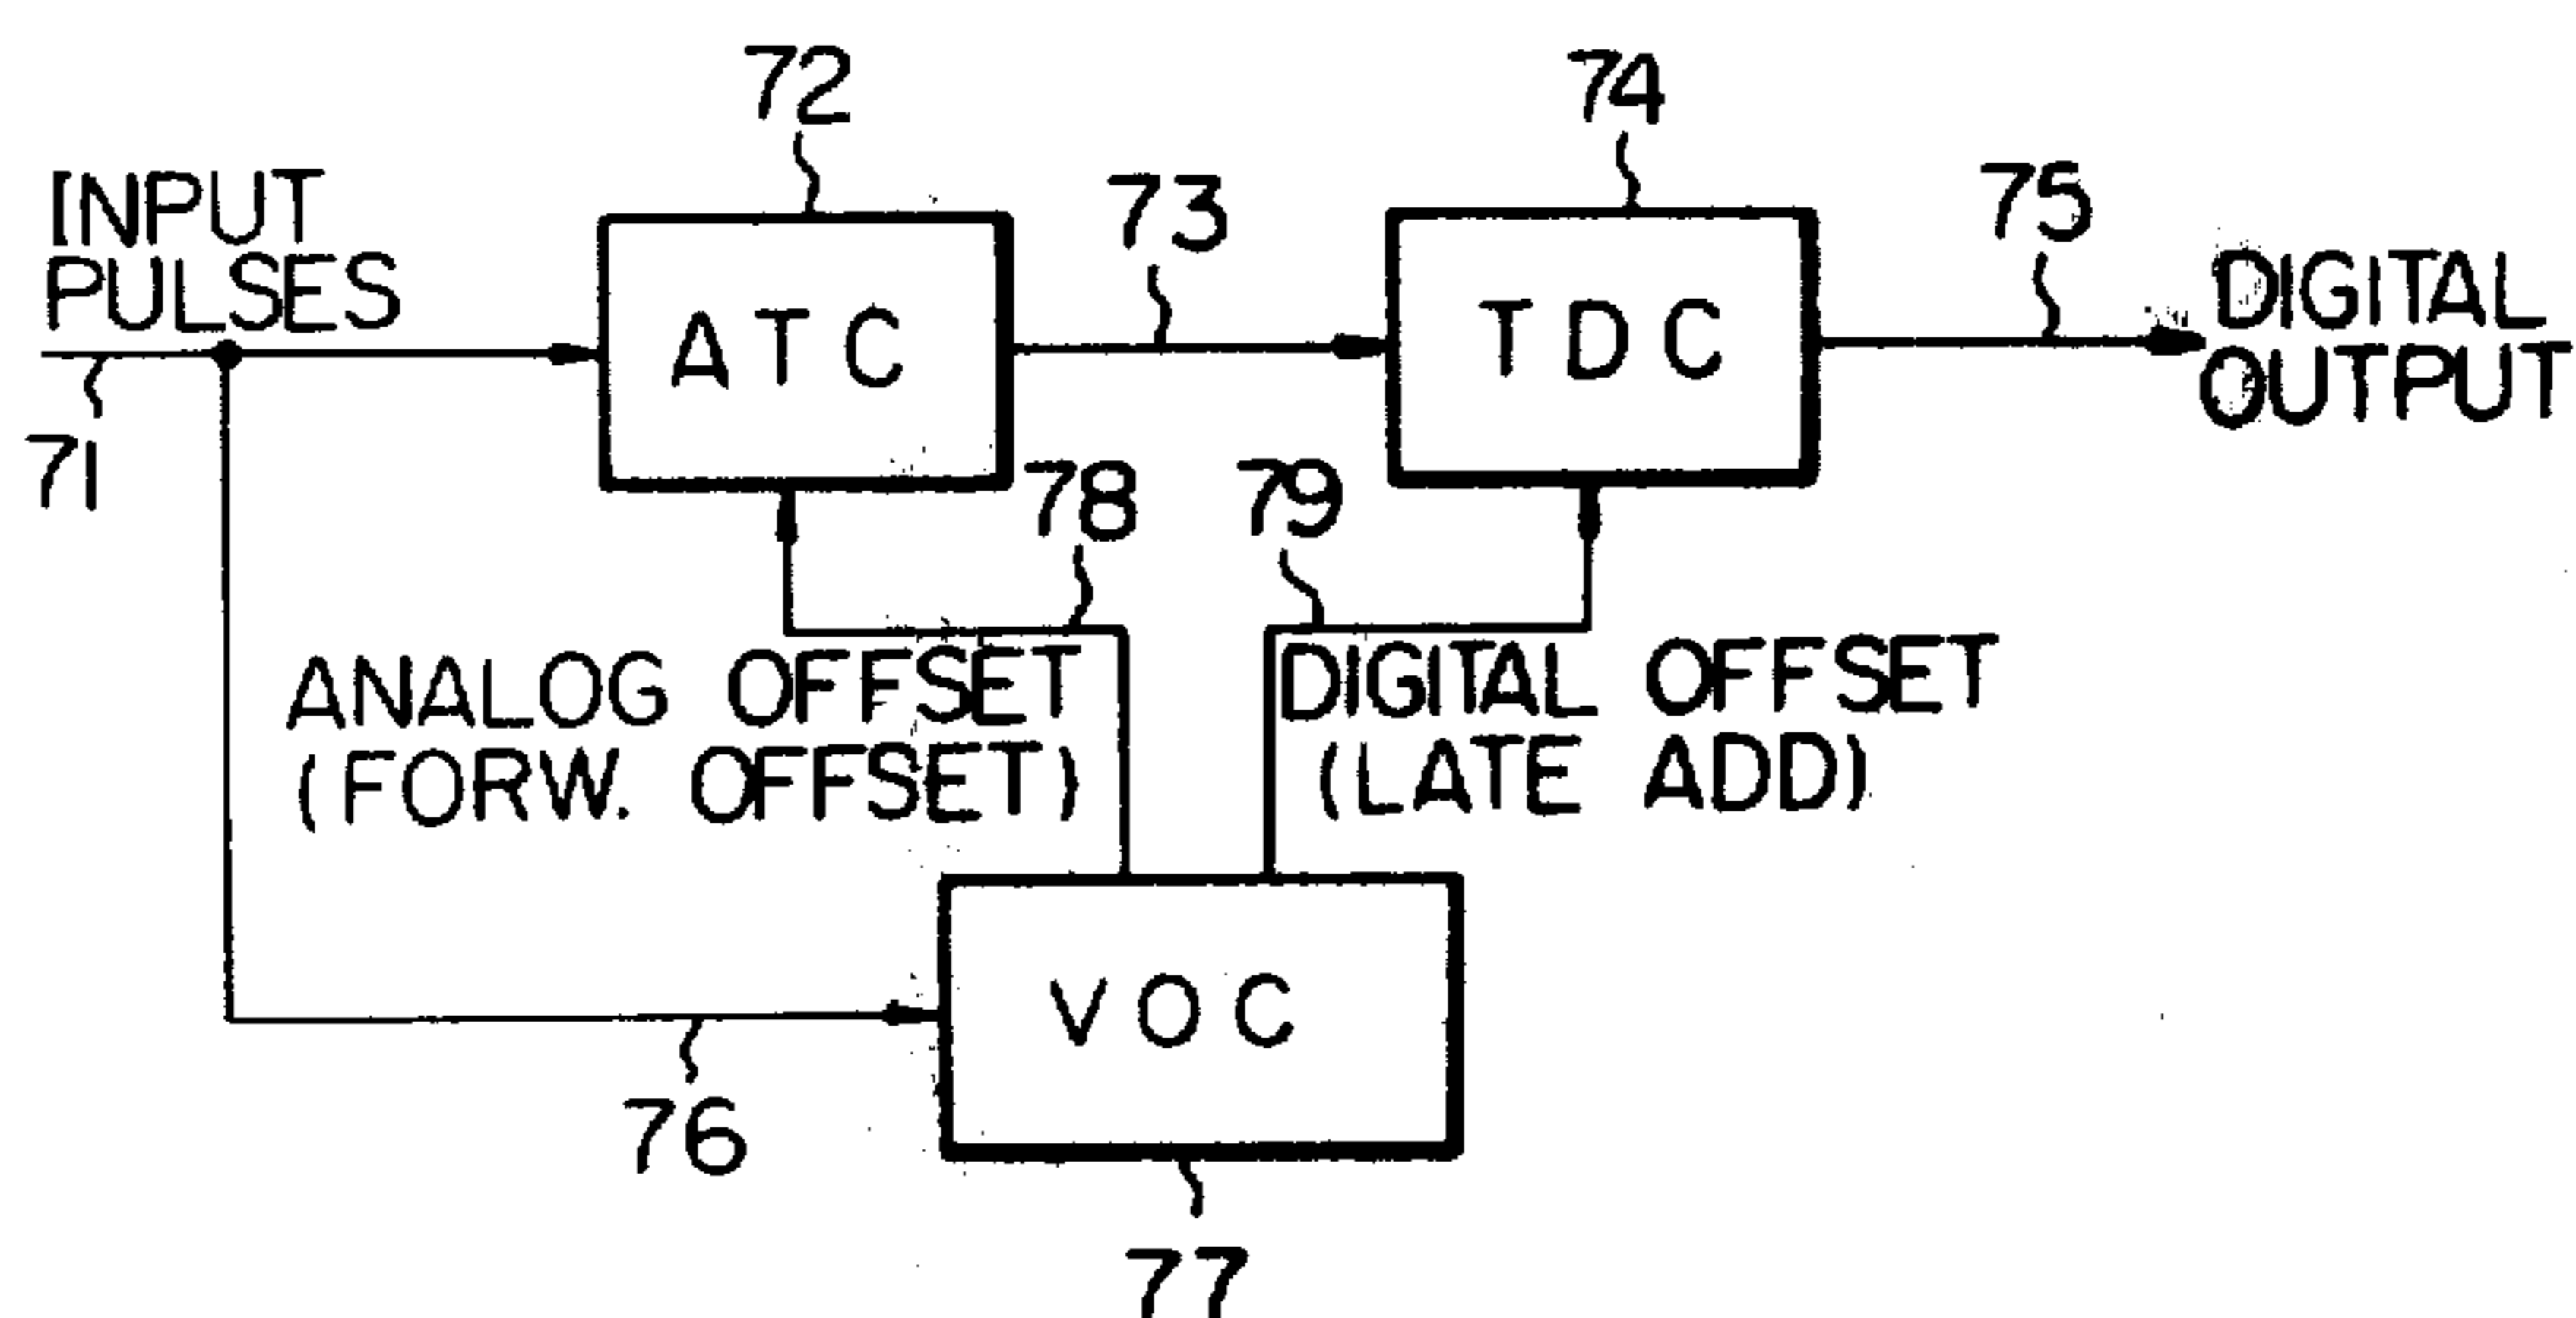 72
74
INPUT
PULSES
73
75
ATC
TDC
DIGITAL
OUTPUT
71
78
79
ANALOG OFFSET
(FORW. OFFSET)
DIGITAL OFFSET
(LATE ADD)
VOC
76
77